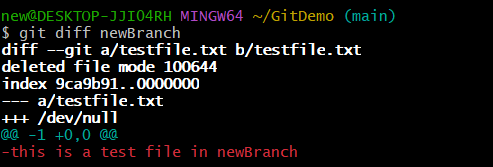 new@DESKTOP-JJIO4RH MINGW64 ~/GitDemo (main)
$ git diff newBranch
diff --git a/testfile.txt b/testfile.txt
deleted file mode 100644
index 9ca9b91..0000000
--- a/testfile.txt
+++ /dev/null
@@ -1 +0,0 @@
-this is a test file in newBranch